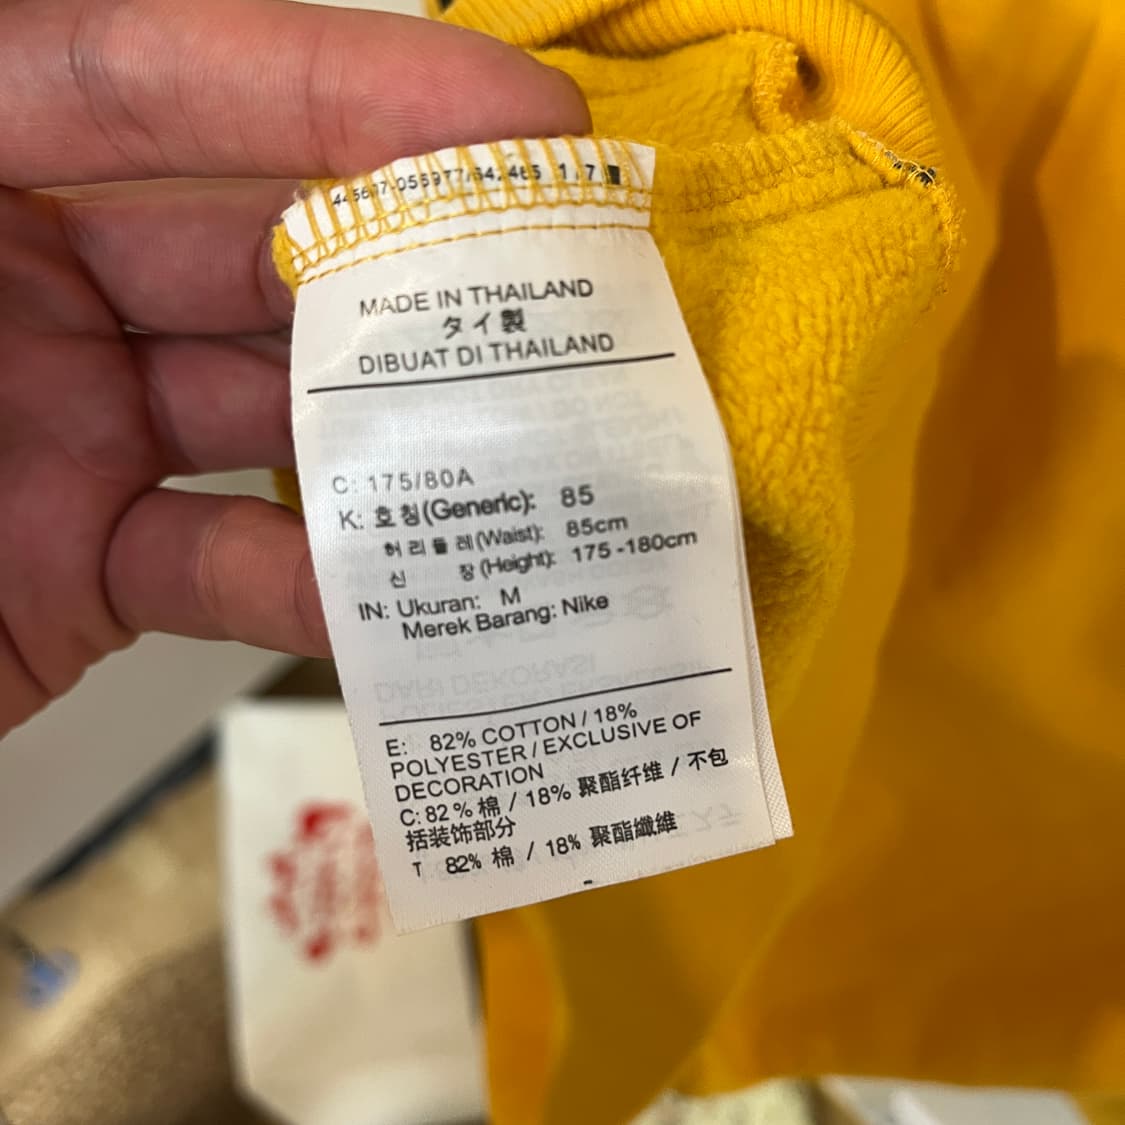 MADE IN THAILAND
タイ製
DIBUAT DI THAILAND
C: 175/80A
K: 호칭(Generic): 85
허리둘레(Waist): 85cm
신 장(Height): 175-180cm
IN: Ukuran: M
Merek Barang: Nike
E: 82% COTTON / 18%
POLYESTER / EXCLUSIVE OF
DECORATION
C: 82% 棉 / 18% 聚酯纤维 / 不包
括装饰部分
T 82% 棉 / 18% 聚酯纖維